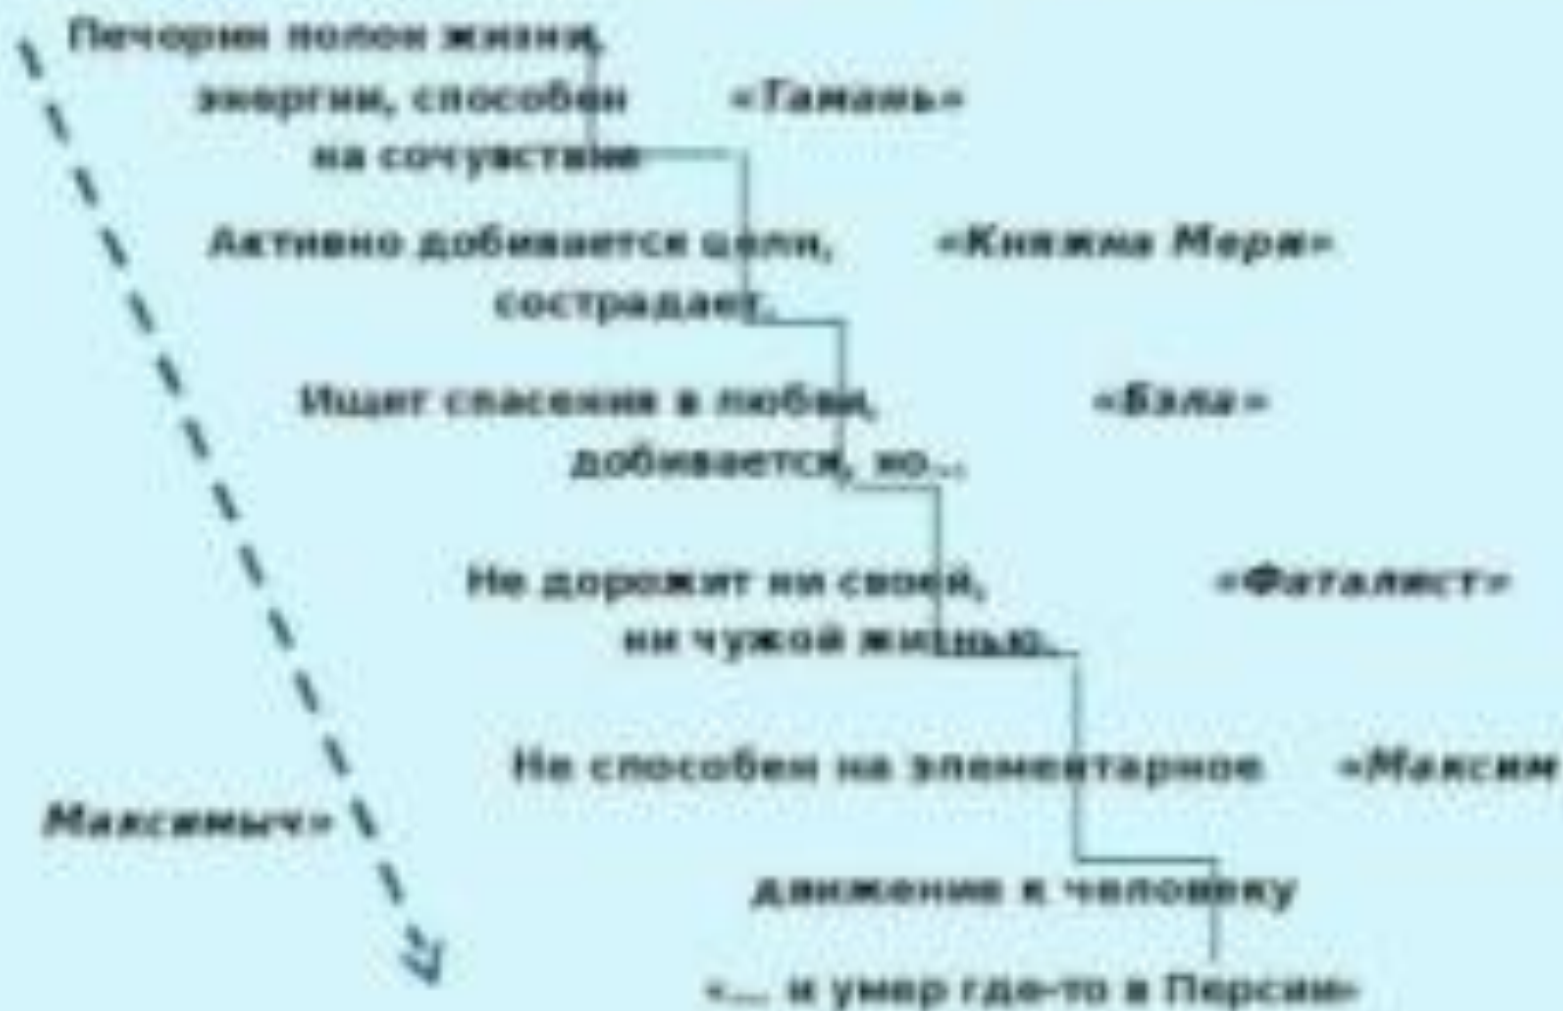 Печорин полон жизни,
энергии, способен «Тамань»
на сочувствие
Активно добивается цели, «Княжна Мери»
сострадает.
Ищет спасения в любви, «Бэла»
добивается, но...
Не дорожит ни своей, «Фаталист»
ни чужой жизнью.
Не способен на элементарное «Максим
Максимыч»
движение к человеку
«... и умер где-то в Персии»